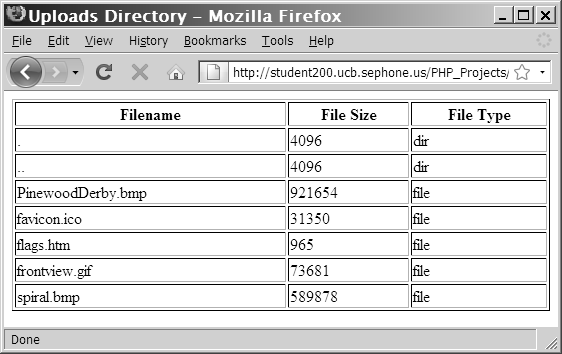 Uploads Directory - Mozilla Firefox
File Edit View History Bookmarks Tools Help
http://student200.ucb.sephone.us/PHP_Projects/
Filename File Size File Type
. 4096 dir
.. 4096 dir
PinewoodDerby.bmp 921654 file
favicon.ico 31350 file
flags.htm 965 file
frontview.gif 73681 file
spiral.bmp 589878 file
Done